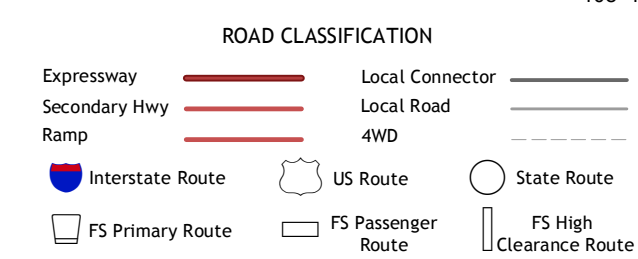 ROAD CLASSIFICATION
Expressway
Local Connector
Secondary Hwy
Local Road
Ramp
4WD
Interstate Route
US Route
State Route
FS Primary Route
FS Passenger
Route
FS High
Clearance Route